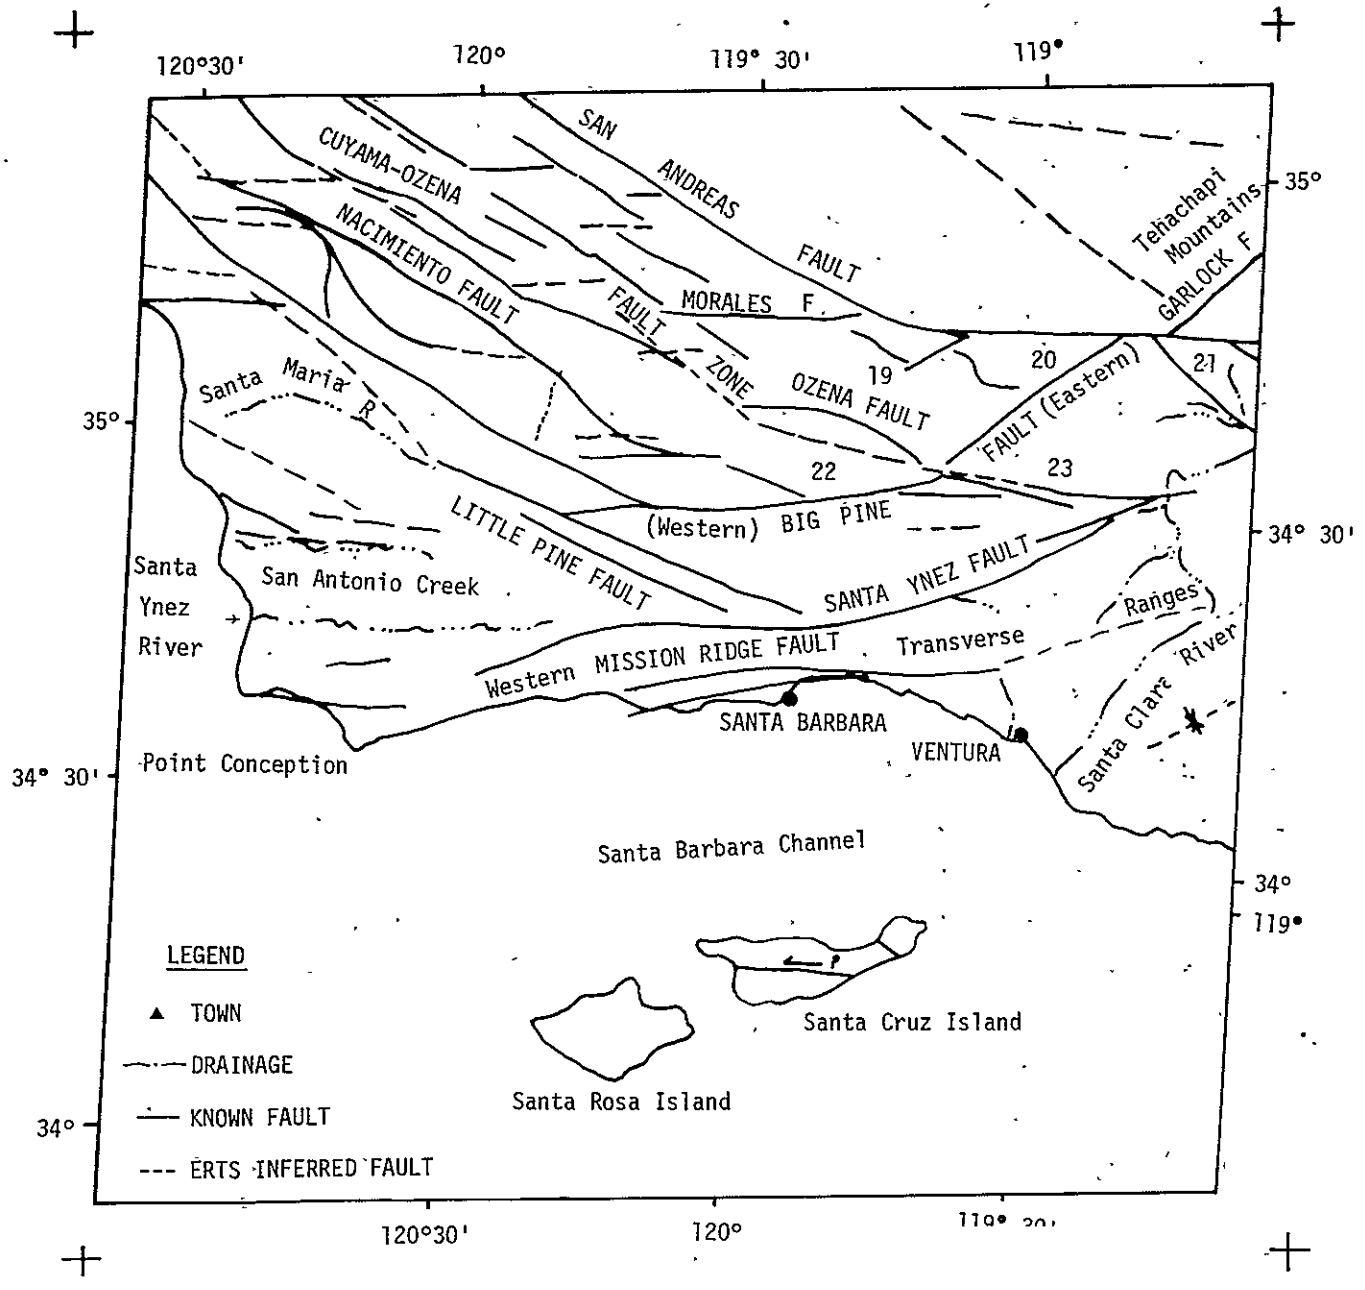 120°30'
120°
119° 30'
119°
SAN
ANDREAS
FAULT
CUYAMA-OZENA
FAULT
ZONE
NACIMIENTO FAULT
MORALES F.
Tehachapi
Mountains
GARLOCK F
35°
19
20
21
OZENA FAULT
FAULT (Eastern)
Santa Maria
R
35°
22
23
(Western) BIG PINE
LITTLE PINE FAULT
SANTA YNEZ FAULT
34° 30'
Santa
Ynez
River
San Antonio Creek
Ranges
Transverse
Western MISSION RIDGE FAULT
Santa Clara River
SANTA BARBARA
VENTURA
Point Conception
34° 30'
Santa Barbara Channel
34°
119°
?
Santa Cruz Island
Santa Rosa Island
LEGEND
TOWN
DRAINAGE
KNOWN FAULT
ERTS INFERRED FAULT
34°
120°30'
120°
119° 30'